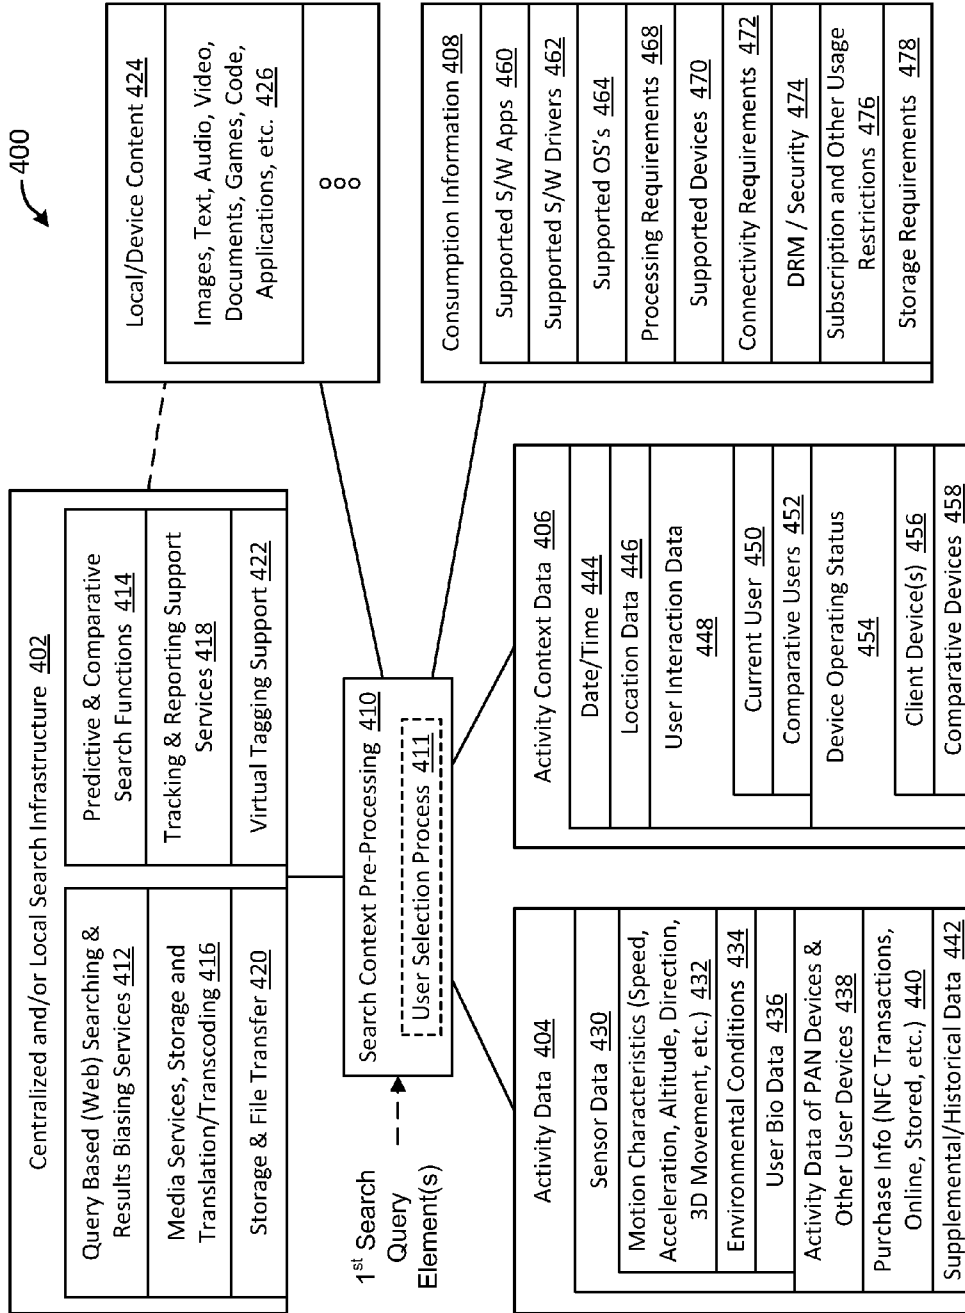 400
Centralized and/or Local Search Infrastructure 402
Query Based (Web) Searching &
Results Biasing Services 412
Media Services, Storage and
Translation/Transcoding 416
Storage & File Transfer 420
Predictive & Comparative
Search Functions 414
Tracking & Reporting Support
Services 418
Virtual Tagging Support 422
Local/Device Content 424
Images, Text, Audio, Video,
Documents, Games, Code,
Applications, etc. 426
1st Search
Query
Element(s)
Search Context Pre-Processing 410
User Selection Process 411
Activity Data 404
Sensor Data 430
Motion Characteristics (Speed,
Acceleration, Altitude, Direction,
3D Movement, etc.) 432
Environmental Conditions 434
User Bio Data 436
Activity Data of PAN Devices &
Other User Devices 438
Purchase Info (NFC Transactions,
Online, Stored, etc.) 440
Supplemental/Historical Data 442
Activity Context Data 406
Date/Time 444
Location Data 446
User Interaction Data
448
Current User 450
Comparative Users 452
Device Operating Status
454
Client Device(s) 456
Comparative Devices 458
Consumption Information 408
Supported S/W Apps 460
Supported S/W Drivers 462
Supported OS's 464
Processing Requirements 468
Supported Devices 470
Connectivity Requirements 472
DRM / Security 474
Subscription and Other Usage
Restrictions 476
Storage Requirements 478